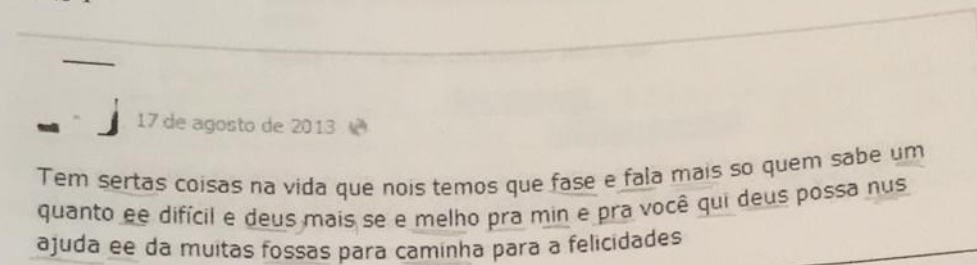 17 de agosto de 2013
Tem sertas coisas na vida que nois temos que fase e fala mais so quem sabe um
quanto ee difícil e deus mais se e melho pra min e pra você qui deus possa nus
ajuda ee da muitas fossas para caminha para a felicidades